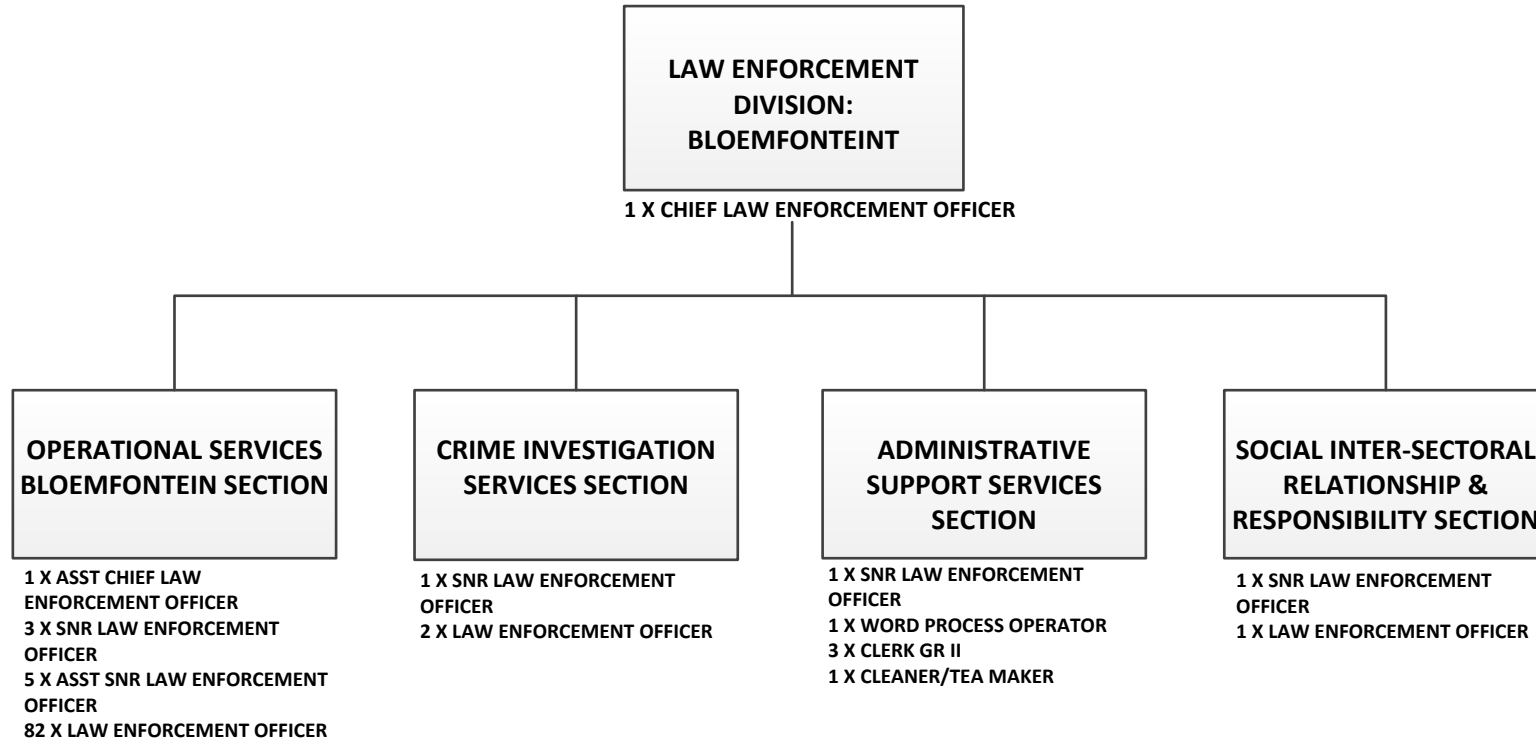 LAW ENFORCEMENT
DIVISION:
BLOEMFONTEINT
1 X CHIEF LAW ENFORCEMENT OFFICER
OPERATIONAL SERVICES
BLOEMFONTEIN SECTION
1 X ASST CHIEF LAW
ENFORCEMENT OFFICER
3 X SNR LAW ENFORCEMENT
OFFICER
5 X ASST SNR LAW ENFORCEMENT
OFFICER
82 X LAW ENFORCEMENT OFFICER
CRIME INVESTIGATION
SERVICES SECTION
1 X SNR LAW ENFORCEMENT
OFFICER
2 X LAW ENFORCEMENT OFFICER
ADMINISTRATIVE
SUPPORT SERVICES
SECTION
1 X SNR LAW ENFORCEMENT
OFFICER
1 X WORD PROCESS OPERATOR
3 X CLERK GR II
1 X CLEANER/TEA MAKER
SOCIAL INTER-SECTORAL
RELATIONSHIP &
RESPONSIBILITY SECTION
1 X SNR LAW ENFORCEMENT
OFFICER
1 X LAW ENFORCEMENT OFFICER